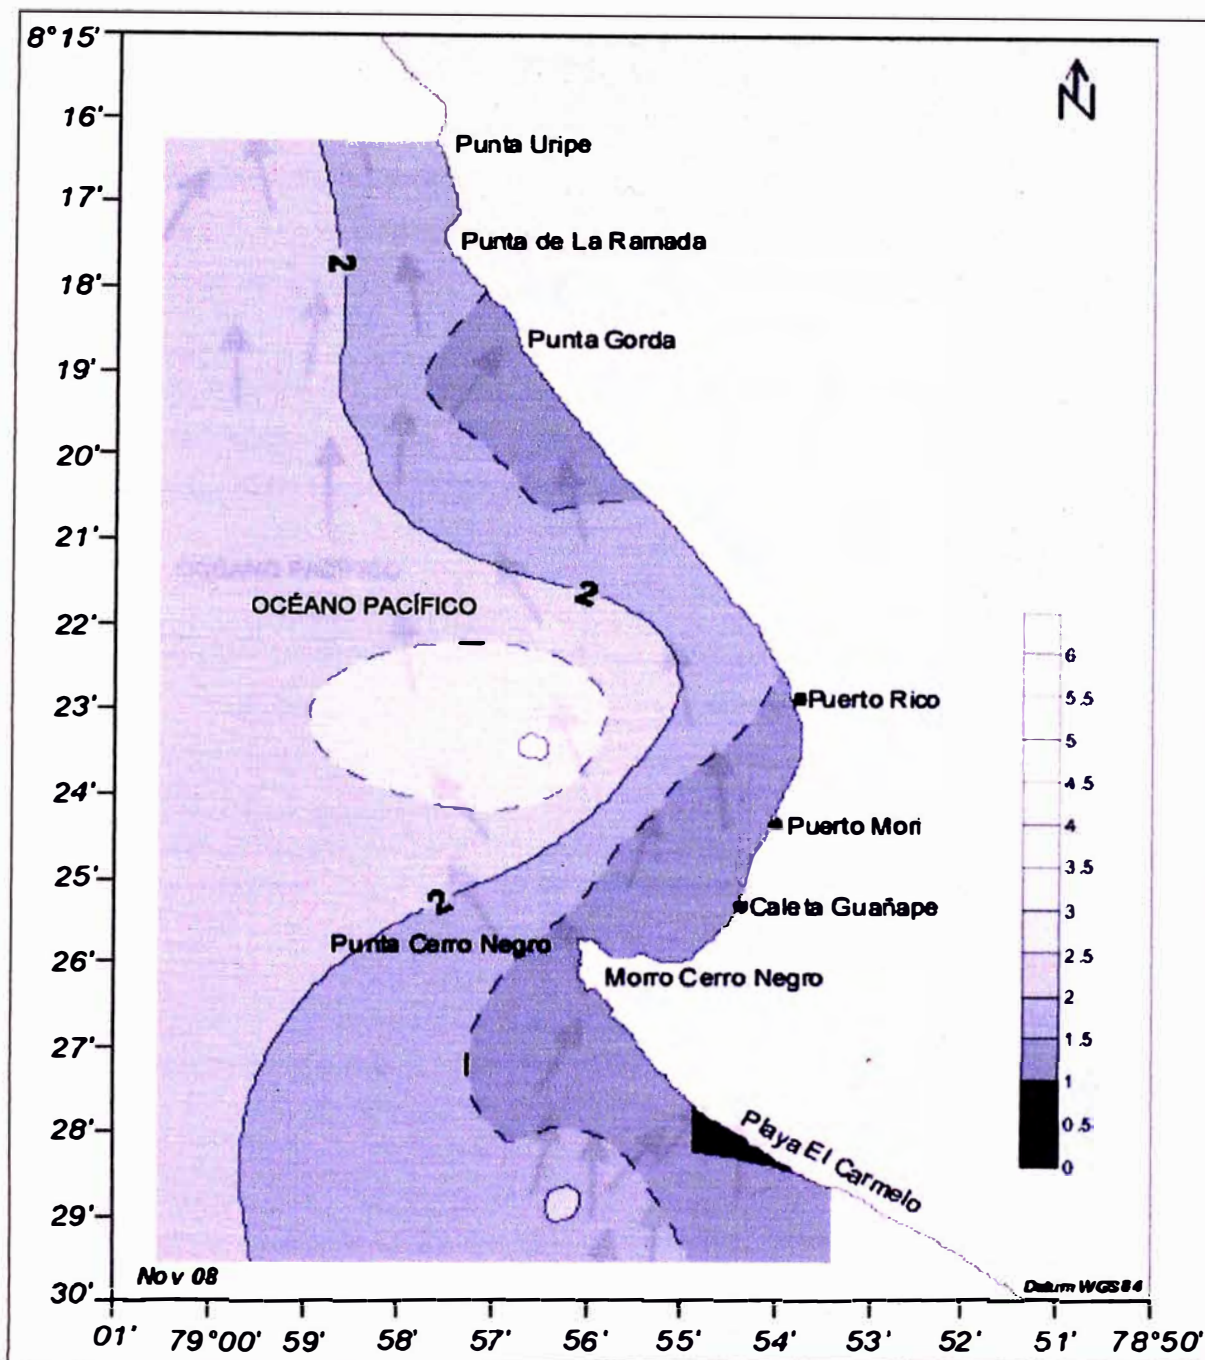 8°15'
16'
17'
18'
19'
20'
21'
22'
23'
24'
25'
26'
27'
28'
29'
30'
N
Punta Uripe
Punta de La Ramada
2
Punta Gorda
2
OCÉANO PACÍFICO
OCÉANO PACÍFICO
Puerto Rico
Puerto Mori
2
Caleta Guañape
Punta Cerro Negro
Morro Cerro Negro
Playa El Carmelo
6
5.5
5
4.5
4
3.5
3
2.5
2
1.5
1
0.5
0
Nov 08
Datum WGS 84
01' 79°00' 59' 58' 57' 56' 55' 54' 53' 52' 51' 78°50'